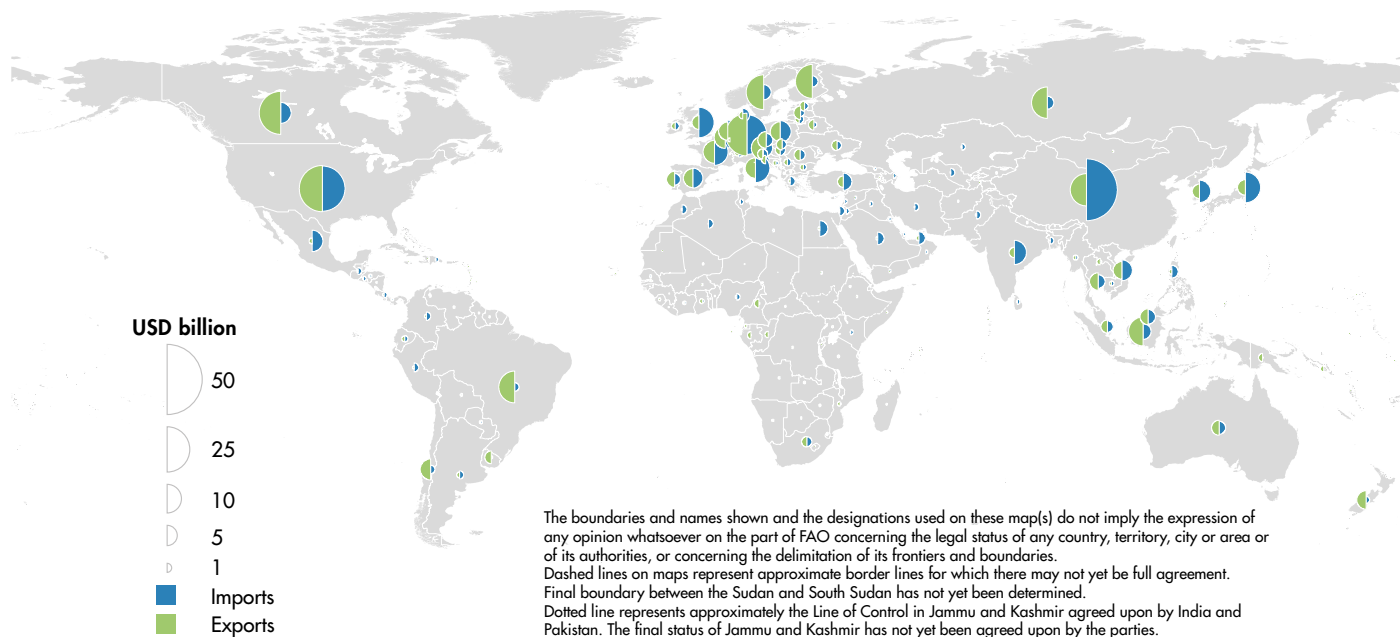 USD billion
50
25
10
5
1
Imports
Exports
The boundaries and names shown and the designations used on these map(s) do not imply the expression of
any opinion whatsoever on the part of FAO concerning the legal status of any country, territory, city or area or
of its authorities, or concerning the delimitation of its frontiers and boundaries.
Dashed lines on maps represent approximate border lines for which there may not yet be full agreement.
Final boundary between the Sudan and South Sudan has not yet been determined.
Dotted line represents approximately the Line of Control in Jammu and Kashmir agreed upon by India and
Pakistan. The final status of Jammu and Kashmir has not yet been agreed upon by the parties.